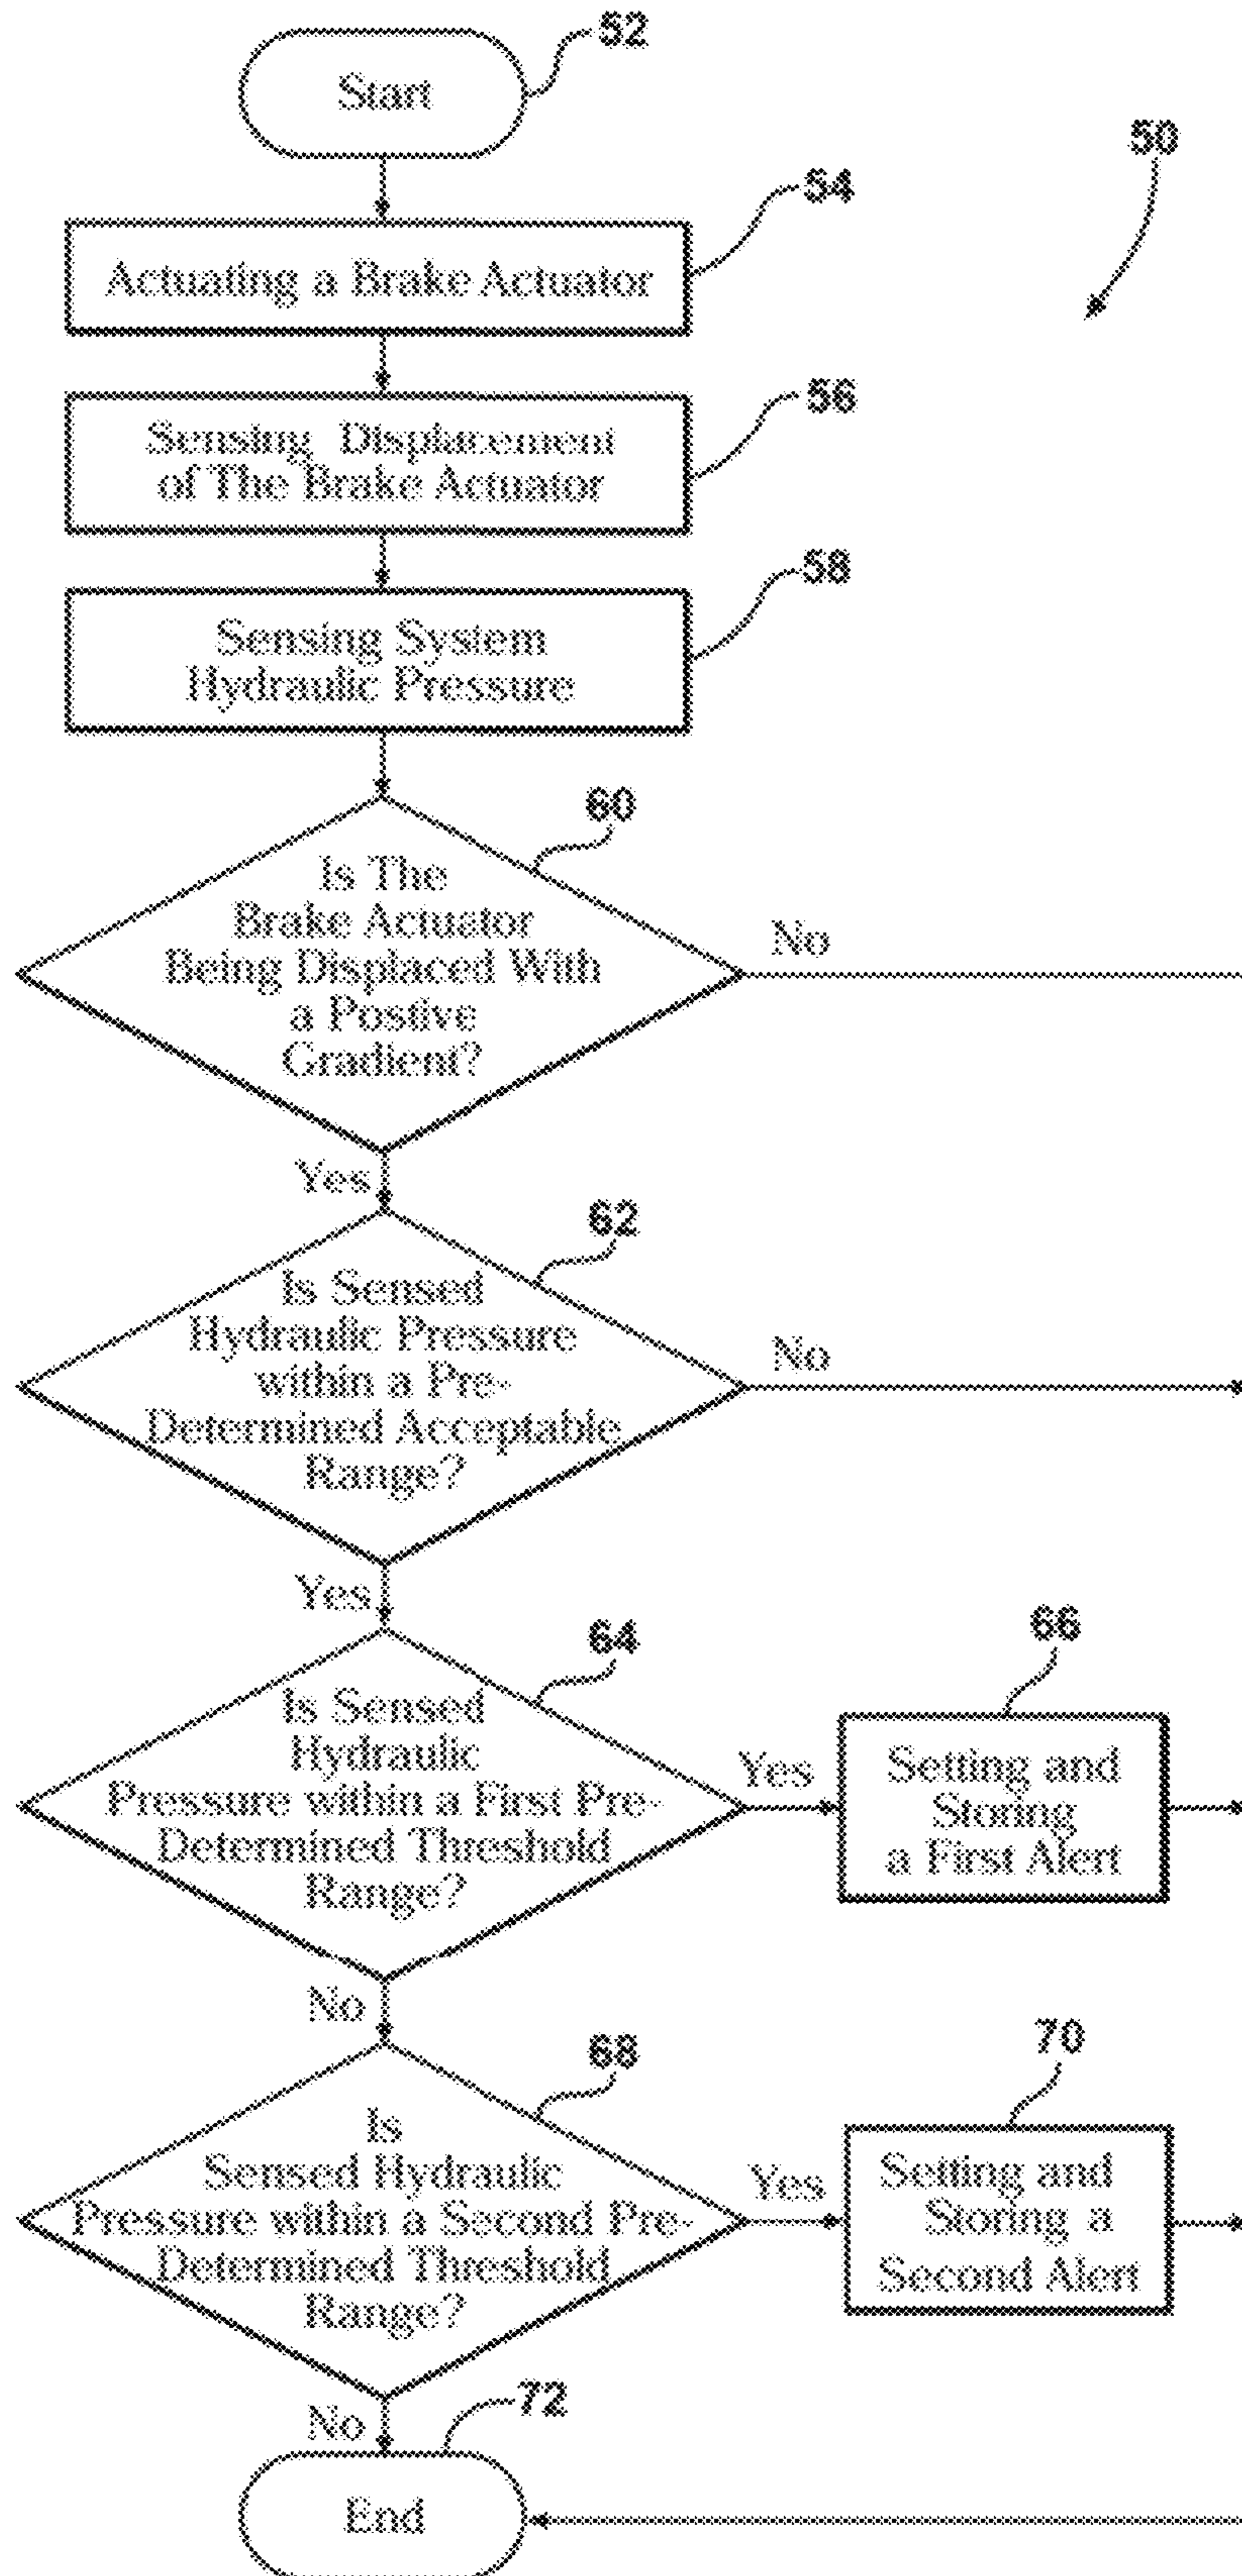 52
Start
50
54
Actuating a Brake Actuator
56
Sensing Displacement
of The Brake Actuator
58
Sensing System
Hydraulic Pressure
60
Is The
Brake Actuator
Being Displaced With
a Postive
Gradient?
No
Yes
62
Is Sensed
Hydraulic Pressure
within a Pre-
Determined Acceptable
Range?
No
Yes
64
Is Sensed
Hydraulic
Pressure within a First Pre-
Determined Threshold
Range?
Yes
66
Setting and
Storing
a First Alert
No
68
Is
Sensed Hydraulic
Pressure within a Second Pre-
Determined Threshold
Range?
Yes
70
Setting and
Storing a
Second Alert
No
72
End